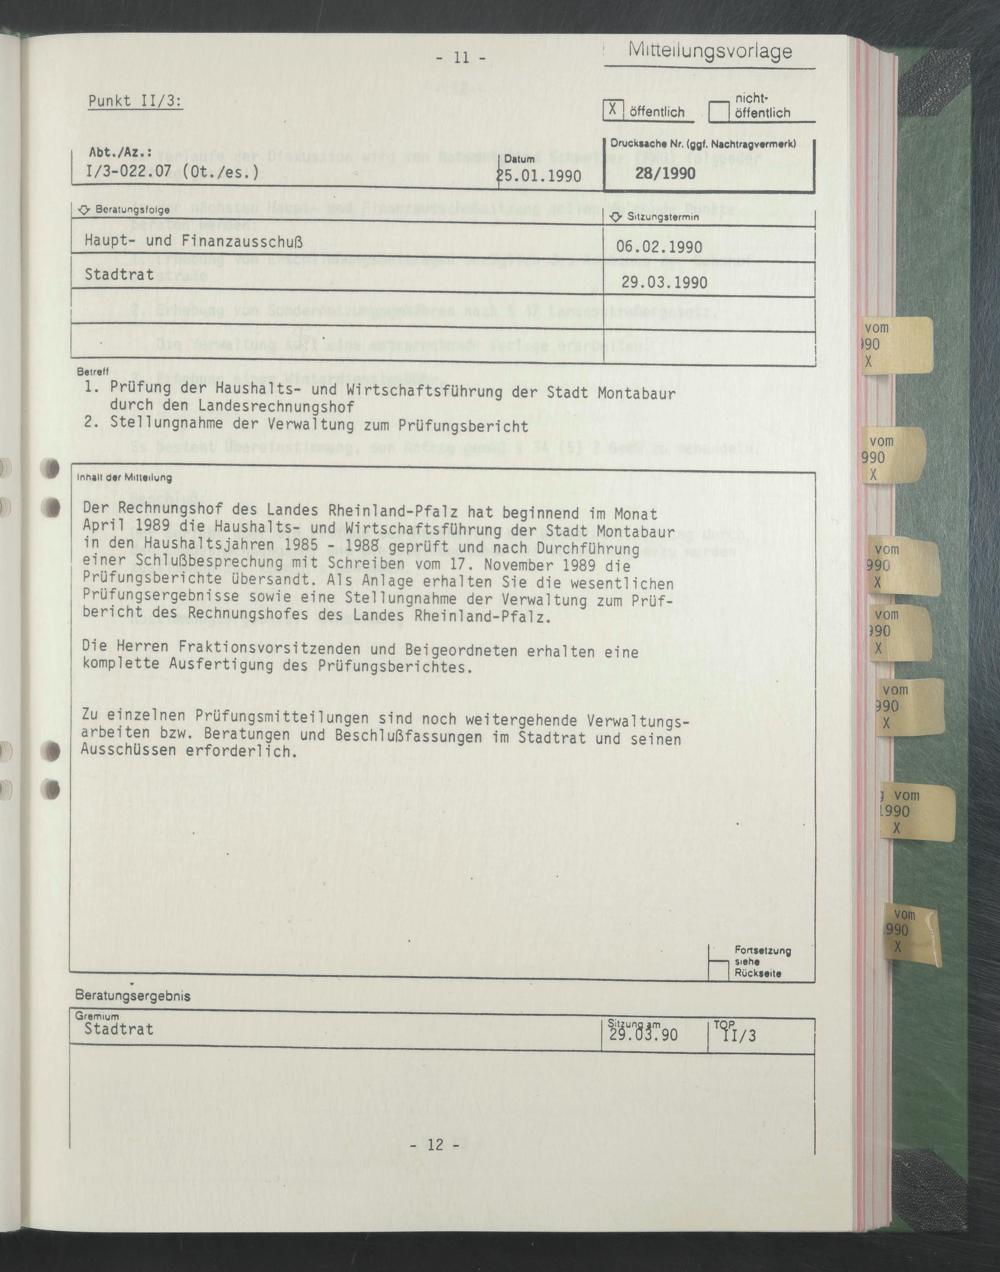 - 11 -
Mitteilungsvorlage
Punkt II/3:
X öffentlich
nicht-
öffentlich
Abt./Az.:
I/3-022.07 (Ot./es.)
Datum
25.01.1990
Drucksache Nr. (ggf. Nachtragvermerk)
28/1990
Beratungsfolge
Sitzungstermin
Haupt- und Finanzausschuß
06.02.1990
Stadtrat
29.03.1990
Betreff
1. Prüfung der Haushalts- und Wirtschaftsführung der Stadt Montabaur
durch den Landesrechnungshof
2. Stellungnahme der Verwaltung zum Prüfungsbericht
Inhalt der Mitteilung
Der Rechnungshof des Landes Rheinland-Pfalz hat beginnend im Monat
April 1989 die Haushalts- und Wirtschaftsführung der Stadt Montabaur
in den Haushaltsjahren 1985 - 1988 geprüft und nach Durchführung
einer Schlußbesprechung mit Schreiben vom 17. November 1989 die
Prüfungsberichte übersandt. Als Anlage erhalten Sie die wesentlichen
Prüfungsergebnisse sowie eine Stellungnahme der Verwaltung zum Prüf-
bericht des Rechnungshofes des Landes Rheinland-Pfalz.
Die Herren Fraktionsvorsitzenden und Beigeordneten erhalten eine
komplette Ausfertigung des Prüfungsberichtes.
Zu einzelnen Prüfungsmitteilungen sind noch weitergehende Verwaltungs-
arbeiten bzw. Beratungen und Beschlußfassungen im Stadtrat und seinen
Ausschüssen erforderlich.
Fortsetzung
siehe
Rückseite
Beratungsergebnis
Gremium
Stadtrat
Sitzung am
29.03.90
TOP
II/3
- 12 -
vom
990
X
vom
990
X
vom
990
X
vom
990
X
vom
990
X
g vom
1990
X
vom
990
X